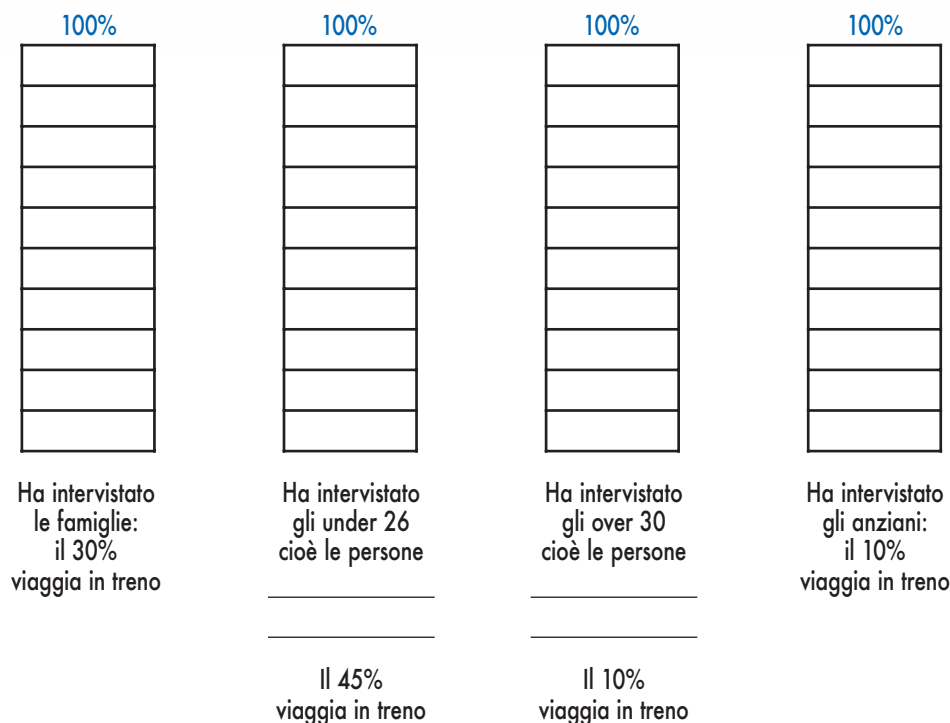 100%
100%
100%
100%
Ha intervistato
le famiglie:
il 30%
viaggia in treno
Ha intervistato
gli under 26
cioè le persone
Il 45%
viaggia in treno
Ha intervistato
gli over 30
cioè le persone
Il 10%
viaggia in treno
Ha intervistato
gli anziani:
il 10%
viaggia in treno